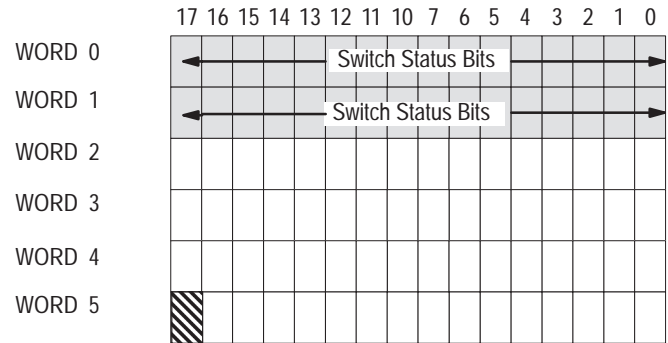 17 16 15 14 13 12 11 10 7 6 5 4 3 2 1 0
WORD 0 Switch Status Bits
WORD 1 Switch Status Bits
WORD 2
WORD 3
WORD 4
WORD 5